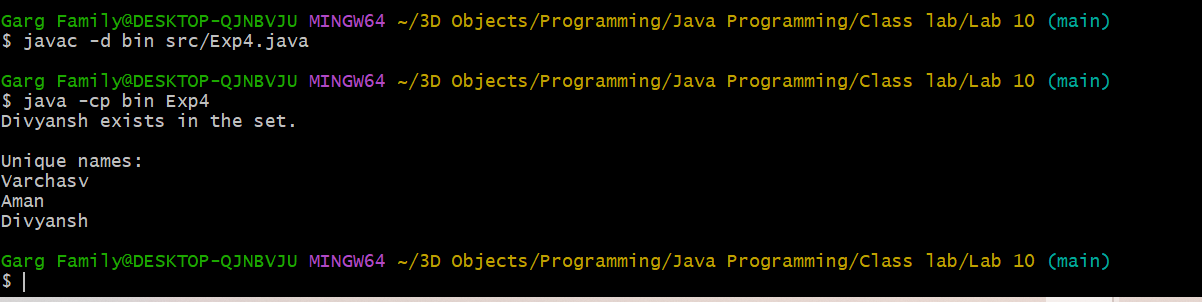 Garg Family@DESKTOP-QJNBVJU MINGW64 ~/3D Objects/Programming/Java Programming/Class lab/Lab 10 (main)
$ javac -d bin src/Exp4.java
Garg Family@DESKTOP-QJNBVJU MINGW64 ~/3D Objects/Programming/Java Programming/Class lab/Lab 10 (main)
$ java -cp bin Exp4
Divyansh exists in the set.
Unique names:
Varchasv
Aman
Divyansh
Garg Family@DESKTOP-QJNBVJU MINGW64 ~/3D Objects/Programming/Java Programming/Class lab/Lab 10 (main)
$